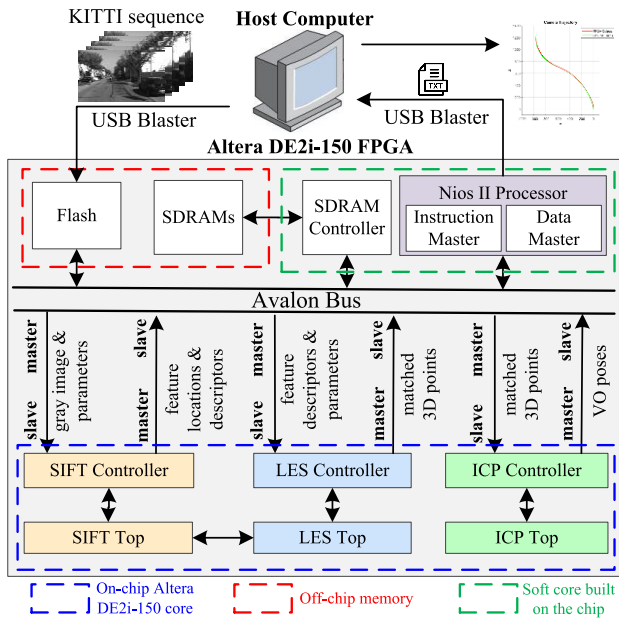 KITTI sequence
Host Computer
Camera trajectory
TXT
USB Blaster
USB Blaster
Altera DE2i-150 FPGA
Flash
SDRAMs
SDRAM
Controller
Nios II Processor
Instruction
Master
Data
Master
Avalon Bus
master
slave
gray image &
parameters
slave
master
feature
locations &
descriptors
master
slave
feature
descriptors &
parameters
slave
master
matched
3D points
master
slave
matched
3D points
slave
master
VO poses
SIFT Controller
LES Controller
ICP Controller
SIFT Top
LES Top
ICP Top
On-chip Altera
DE2i-150 core
Off-chip memory
Soft core built
on the chip